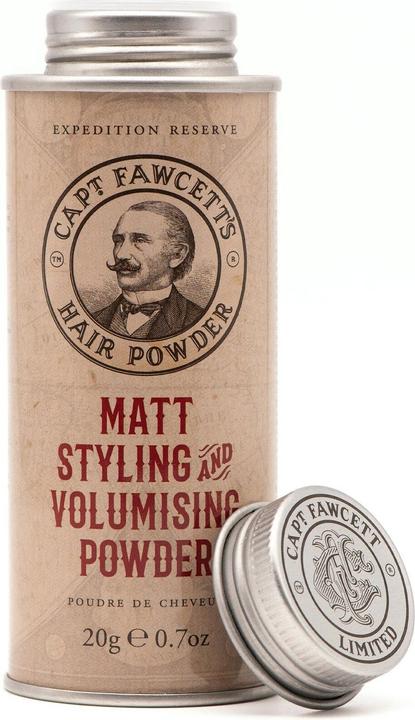 EXPEDITION RESERVE
CAPT. FAWCETT'S
TM R
HAIR POWDER
MATT
STYLING AND
VOLUMISING
POWDER
POUDRE DE CHEVEU
20g ℮ 0.7oz
CAPT. FAWCETT
LIMITED